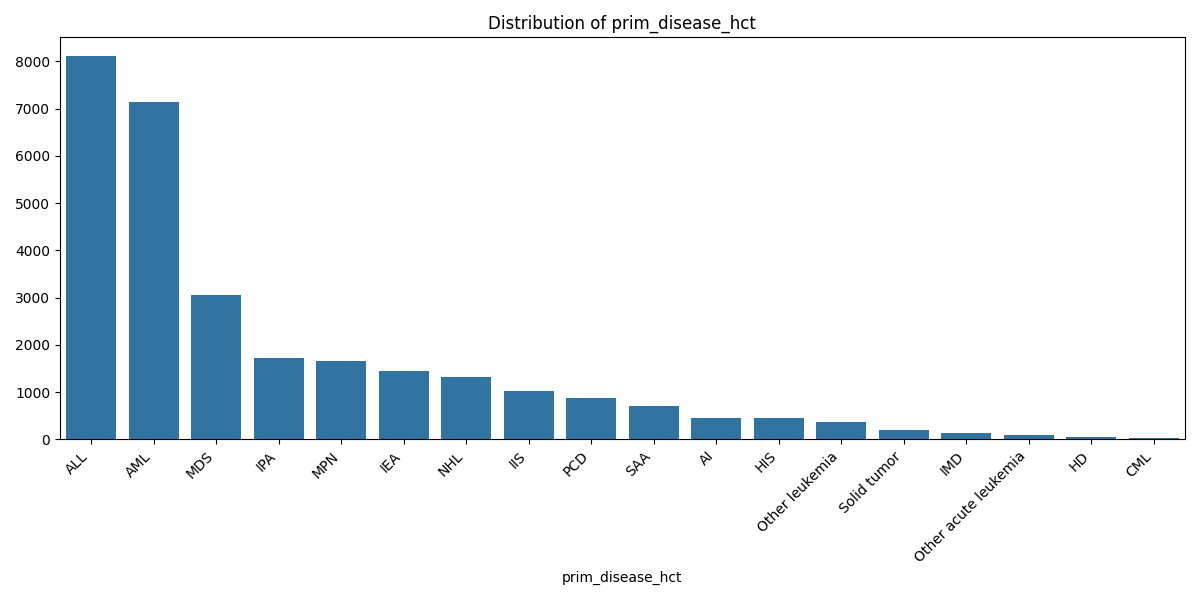 Distribution of prim_disease_hct
8000
7000
6000
5000
4000
3000
2000
1000
0
ALL
AML
MDS
IPA
MPN
IEA
NHL
IIS
PCD
SAA
AI
HIS
Other leukemia
Solid tumor
IMD
Other acute leukemia
HD
CML
prim_disease_hct